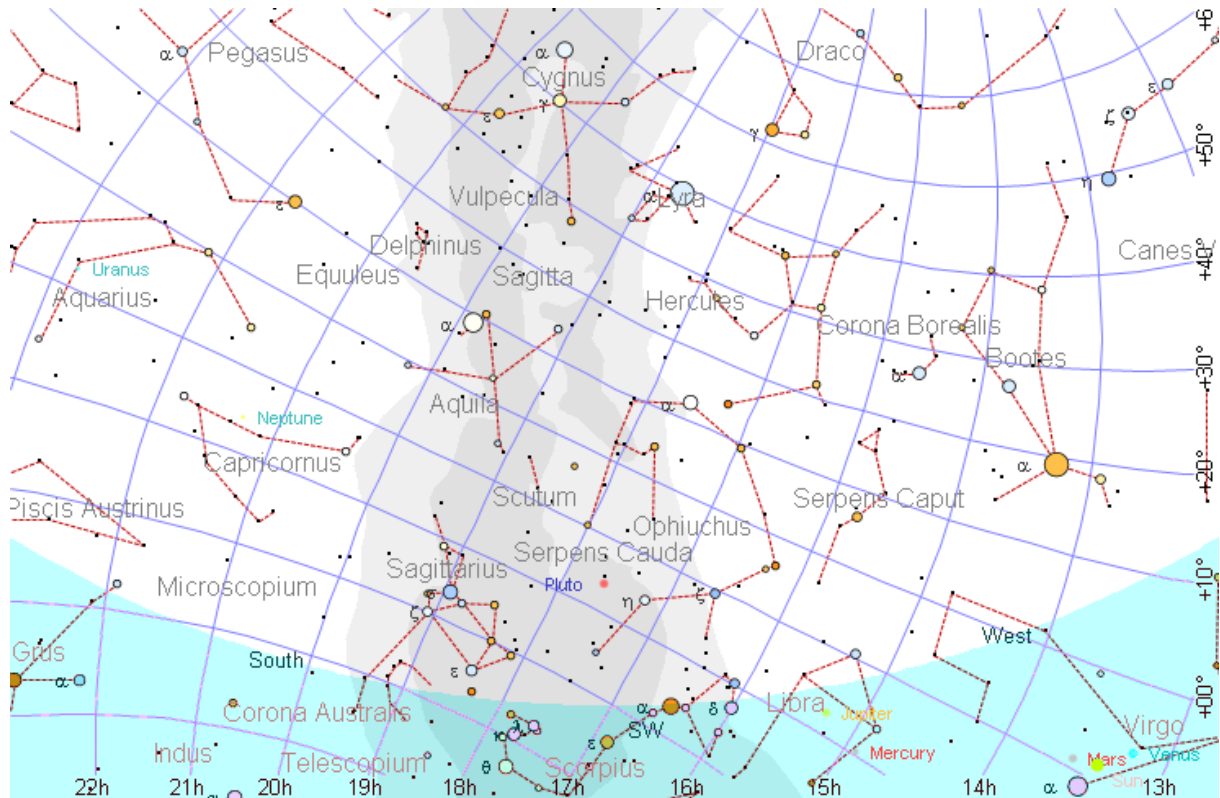 +6
α Pegasus α Draco
Cygnus
ε γ ε
ζ
γ +50°
η
Vulpecula α Lyra
ε
Delphinus Canes V
Uranus Equuleus Sagitta +40°
Aquarius Hercules
α Corona Borealis
Bootes
α +30°
Aquila α
Neptune
Capricornus α
+20°
Scutum Serpens Caput
Piscis Austrinus Ophiuchus
Serpens Cauda
Sagittarius
Microscopium Pluto +10°
ζ η ζ
West
Grus South ε
α +00°
Corona Australis α δ Libra Jupiter
λ SW Virgo
κ ε
Indus Mercury Mars Venus
Telescopium θ Scorpius
Sun
22h 21h 20h 19h 18h 17h 16h 15h 14h α 13h
α